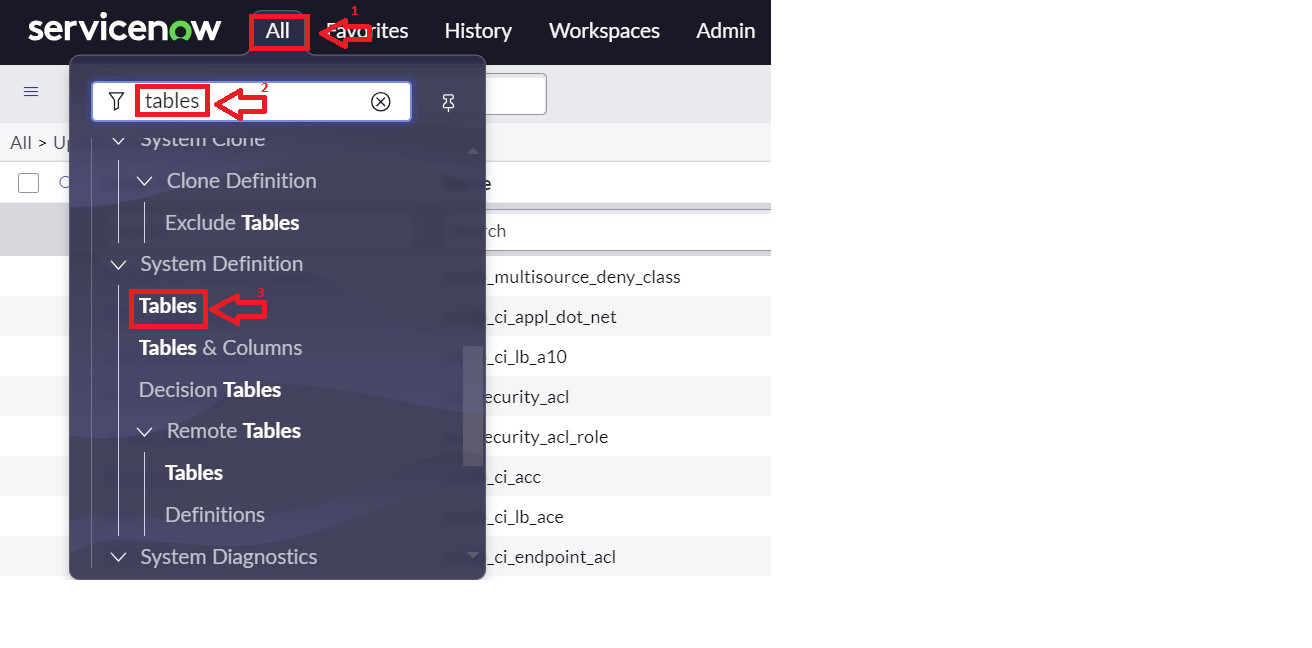 servicenow All Favorites History Workspaces Admin
1
tables
2
All > Up
System Clone
Clone Definition
Exclude Tables
System Definition
Tables
3
Tables & Columns
Decision Tables
Remote Tables
Tables
Definitions
System Diagnostics
_multisource_deny_class
_ci_appl_dot_net
_ci_lb_a10
ecurity_acl
ecurity_acl_role
_ci_acc
_ci_lb_ace
_ci_endpoint_acl